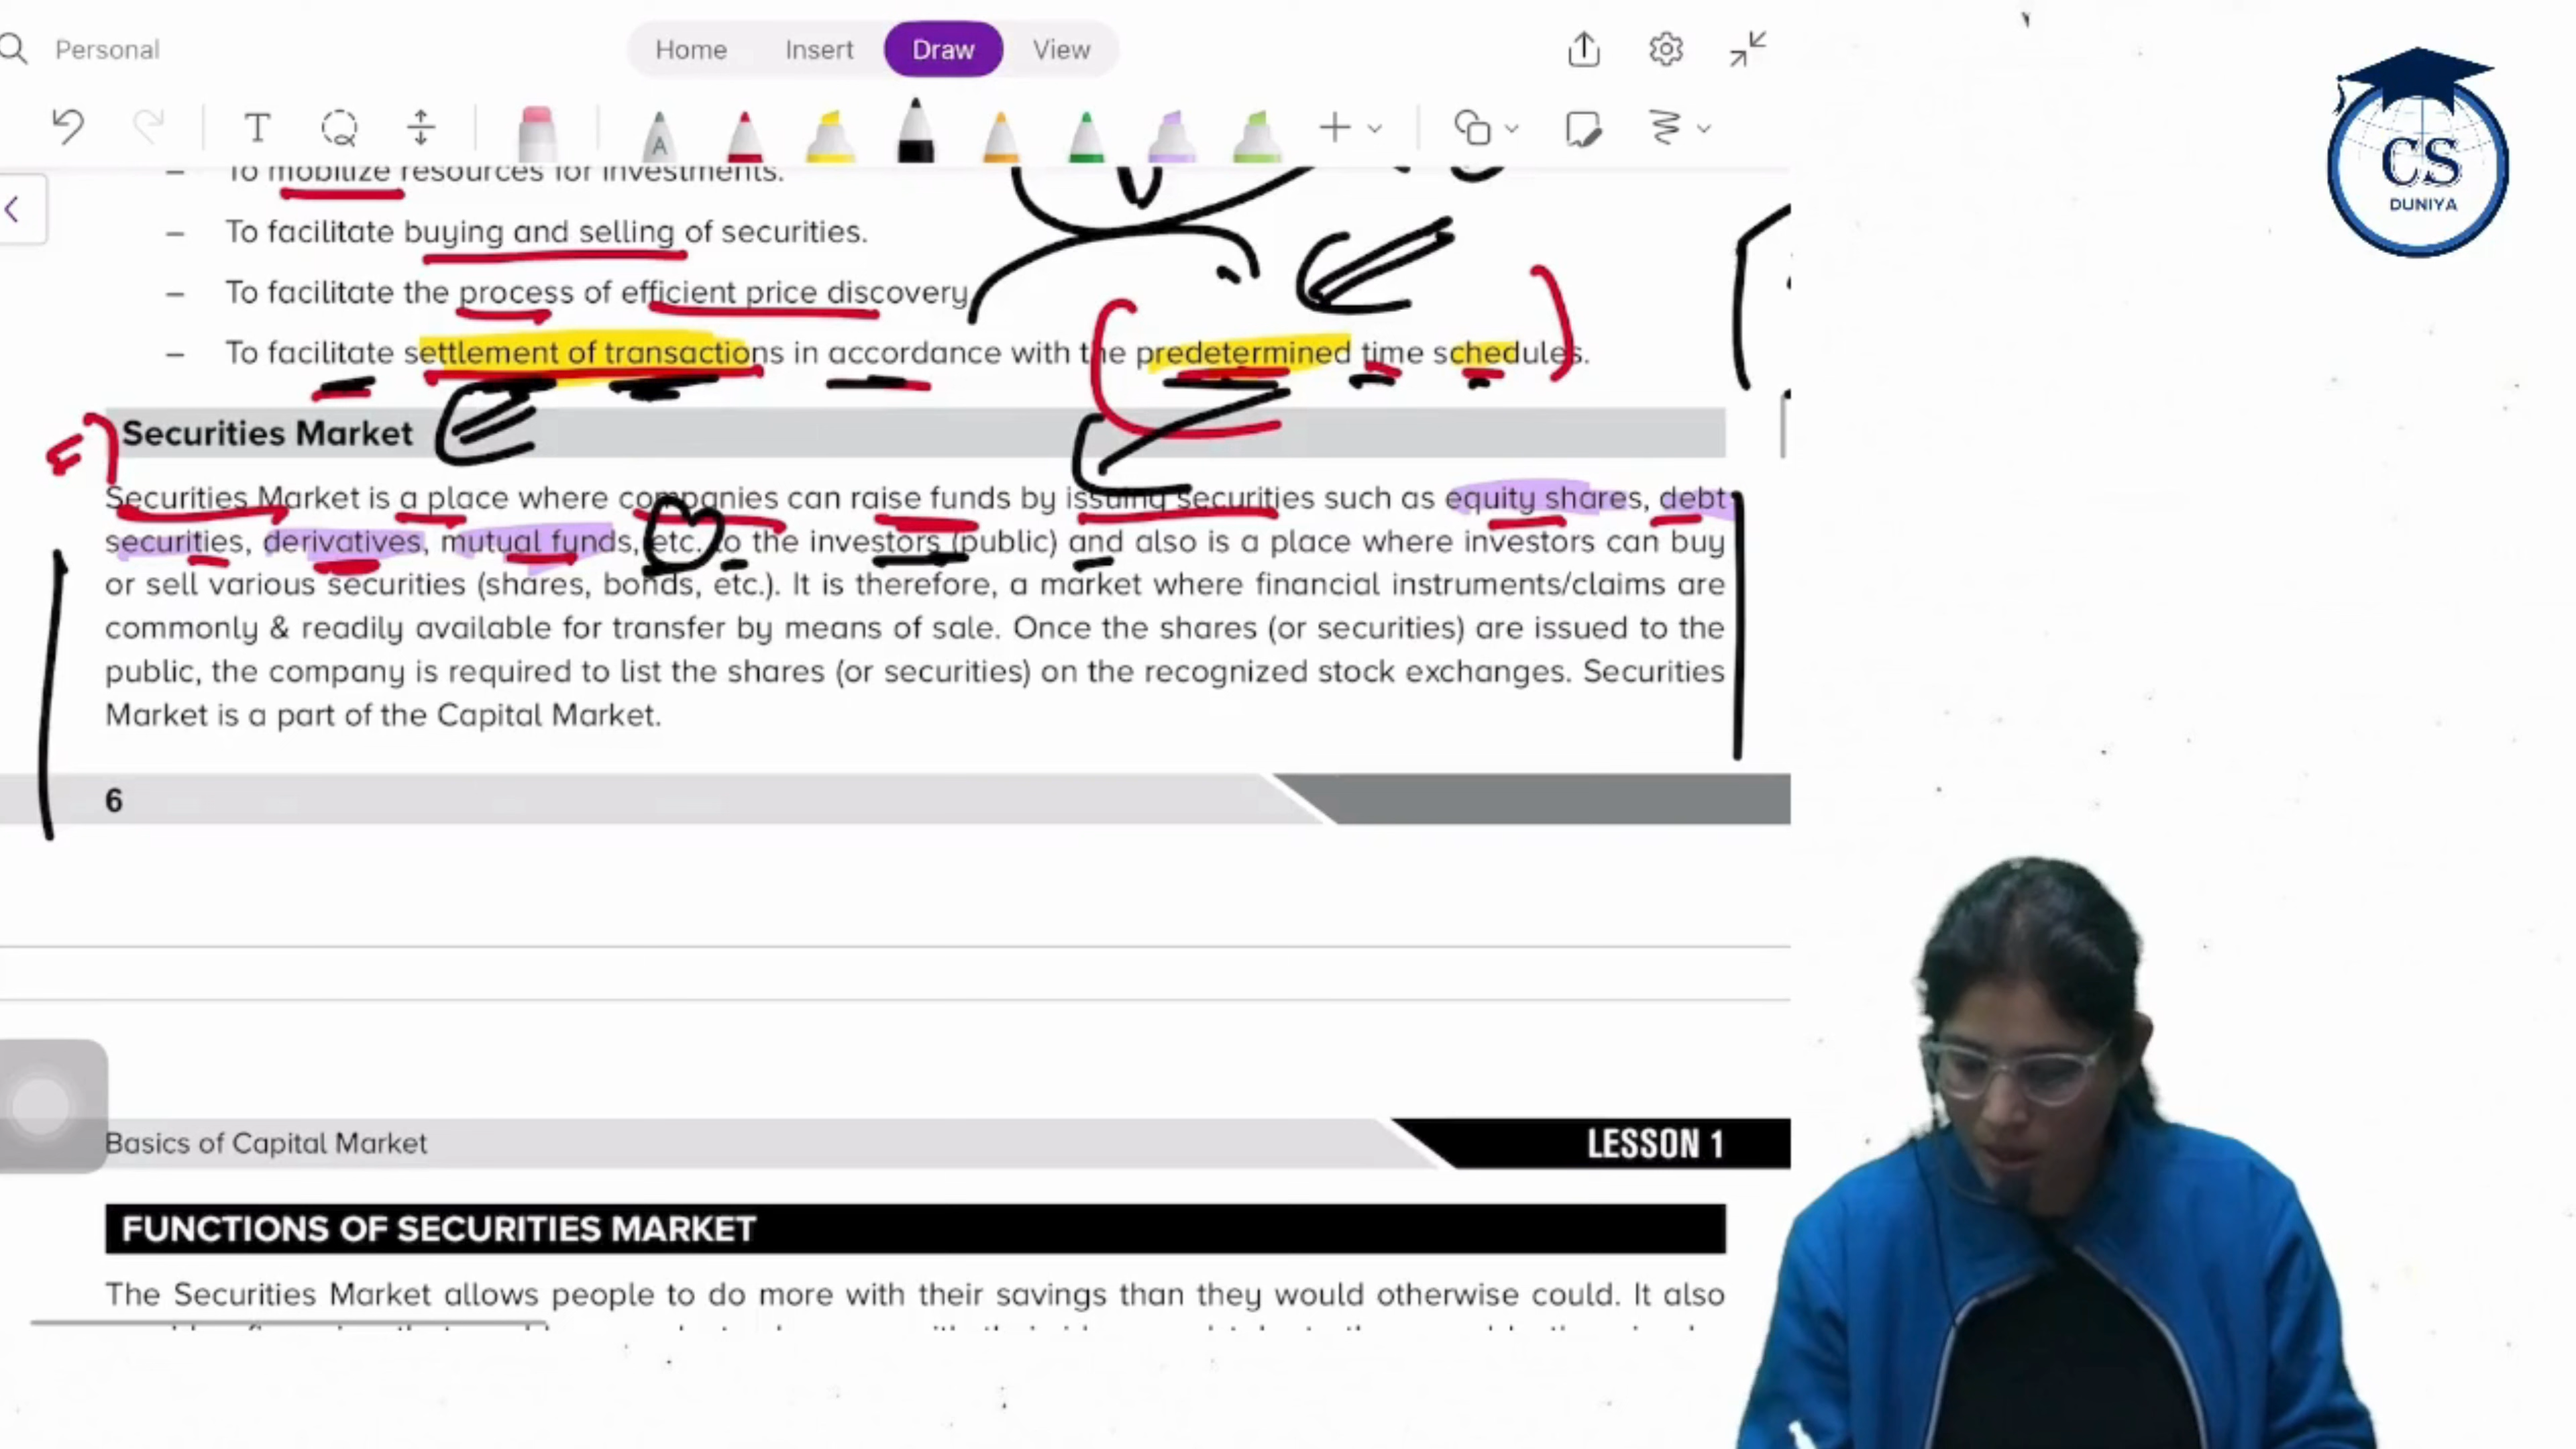 Personal
Home Insert Draw View
CS
DUNIYA
A
– To mobilize resources for investments.
– To facilitate buying and selling of securities.
– To facilitate the process of efficient price discovery
– To facilitate settlement of transactions in accordance with the predetermined time schedules.
Securities Market
Securities Market is a place where companies can raise funds by issuing securities such as equity shares, debt
securities, derivatives, mutual funds, etc. to the investors (public) and also is a place where investors can buy
or sell various securities (shares, bonds, etc.). It is therefore, a market where financial instruments/claims are
commonly & readily available for transfer by means of sale. Once the shares (or securities) are issued to the
public, the company is required to list the shares (or securities) on the recognized stock exchanges. Securities
Market is a part of the Capital Market.
6
Basics of Capital Market LESSON 1
FUNCTIONS OF SECURITIES MARKET
The Securities Market allows people to do more with their savings than they would otherwise could. It also